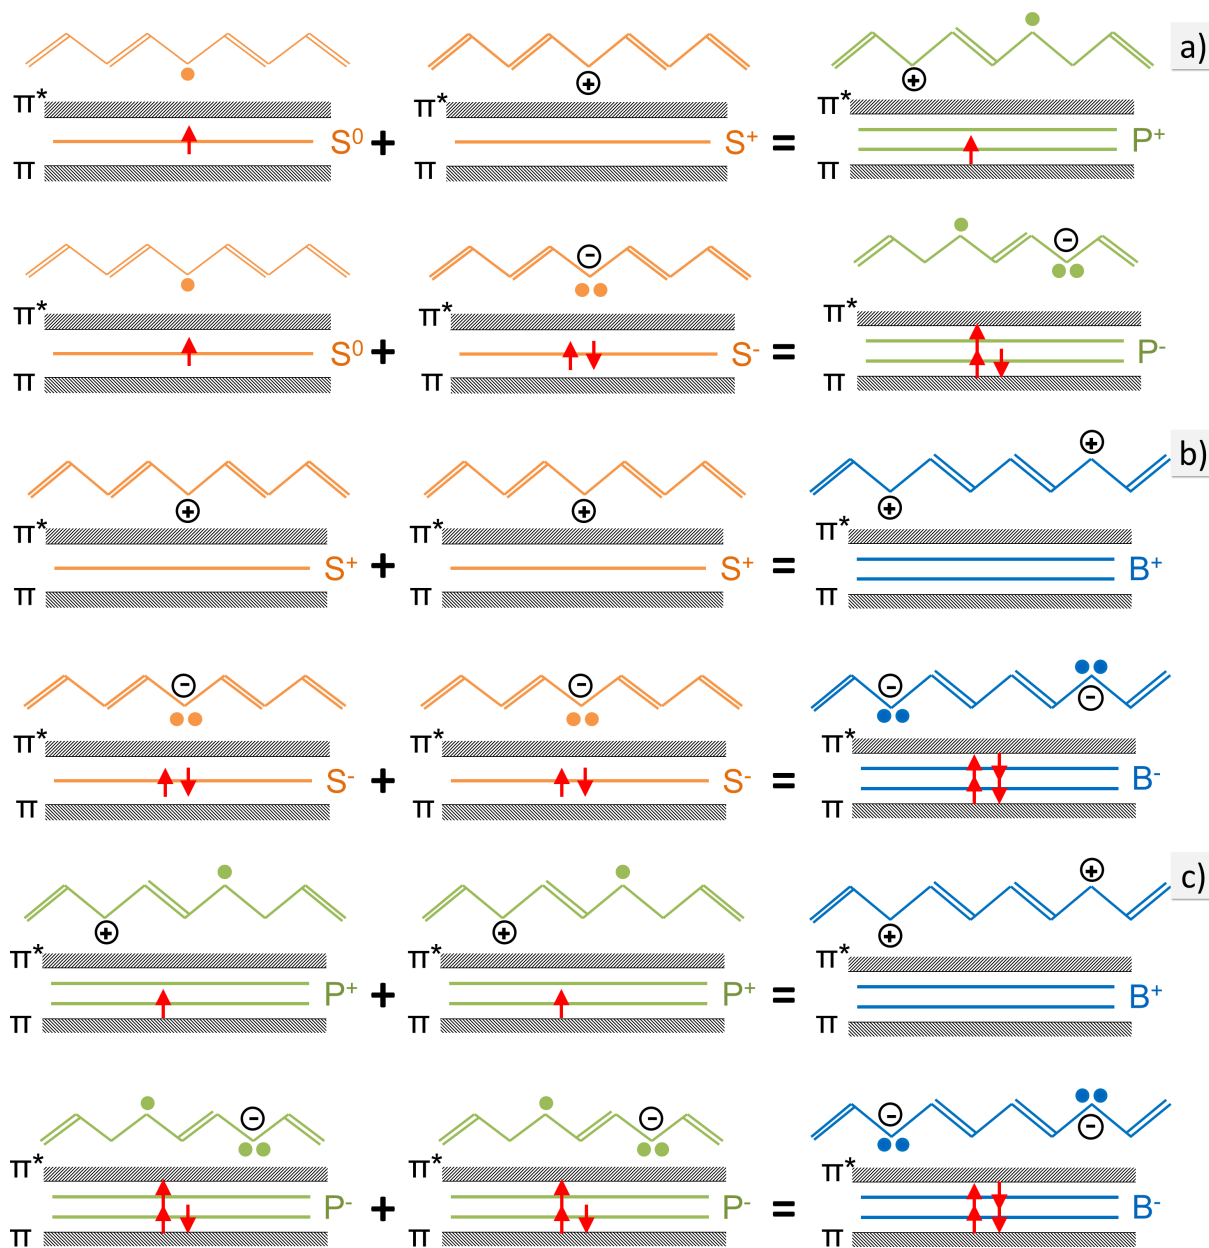 a)
π* S⁰ + S⁺ = π* P⁺
π π
π* S⁰ + π* S⁻ = π* P⁻
π π π
b)
π* S⁺ + π* S⁺ = π* B⁺
π π π
π* S⁻ + π* S⁻ = π* B⁻
π π π
c)
π* P⁺ + π* P⁺ = π* B⁺
π π π
π* P⁻ + π* P⁻ = π* B⁻
π π π